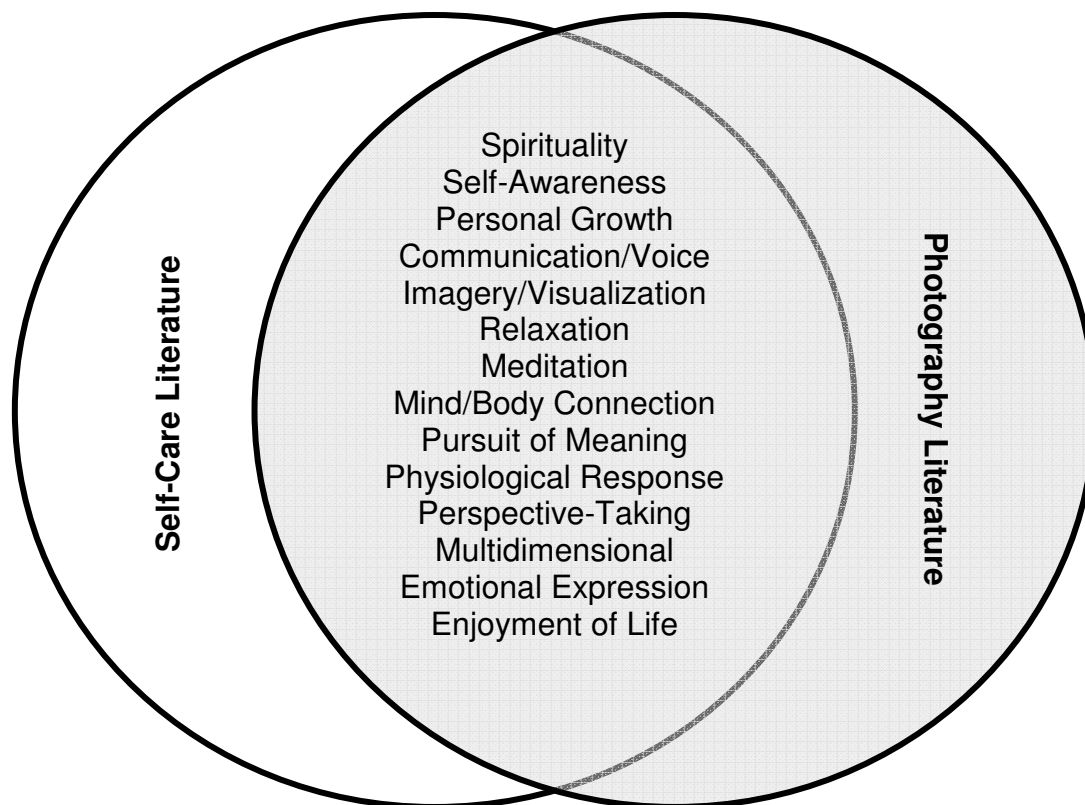 Self-Care Literature
Spirituality
Self-Awareness
Personal Growth
Communication/Voice
Imagery/Visualization
Relaxation
Meditation
Mind/Body Connection
Pursuit of Meaning
Physiological Response
Perspective-Taking
Multidimensional
Emotional Expression
Enjoyment of Life
Photography Literature